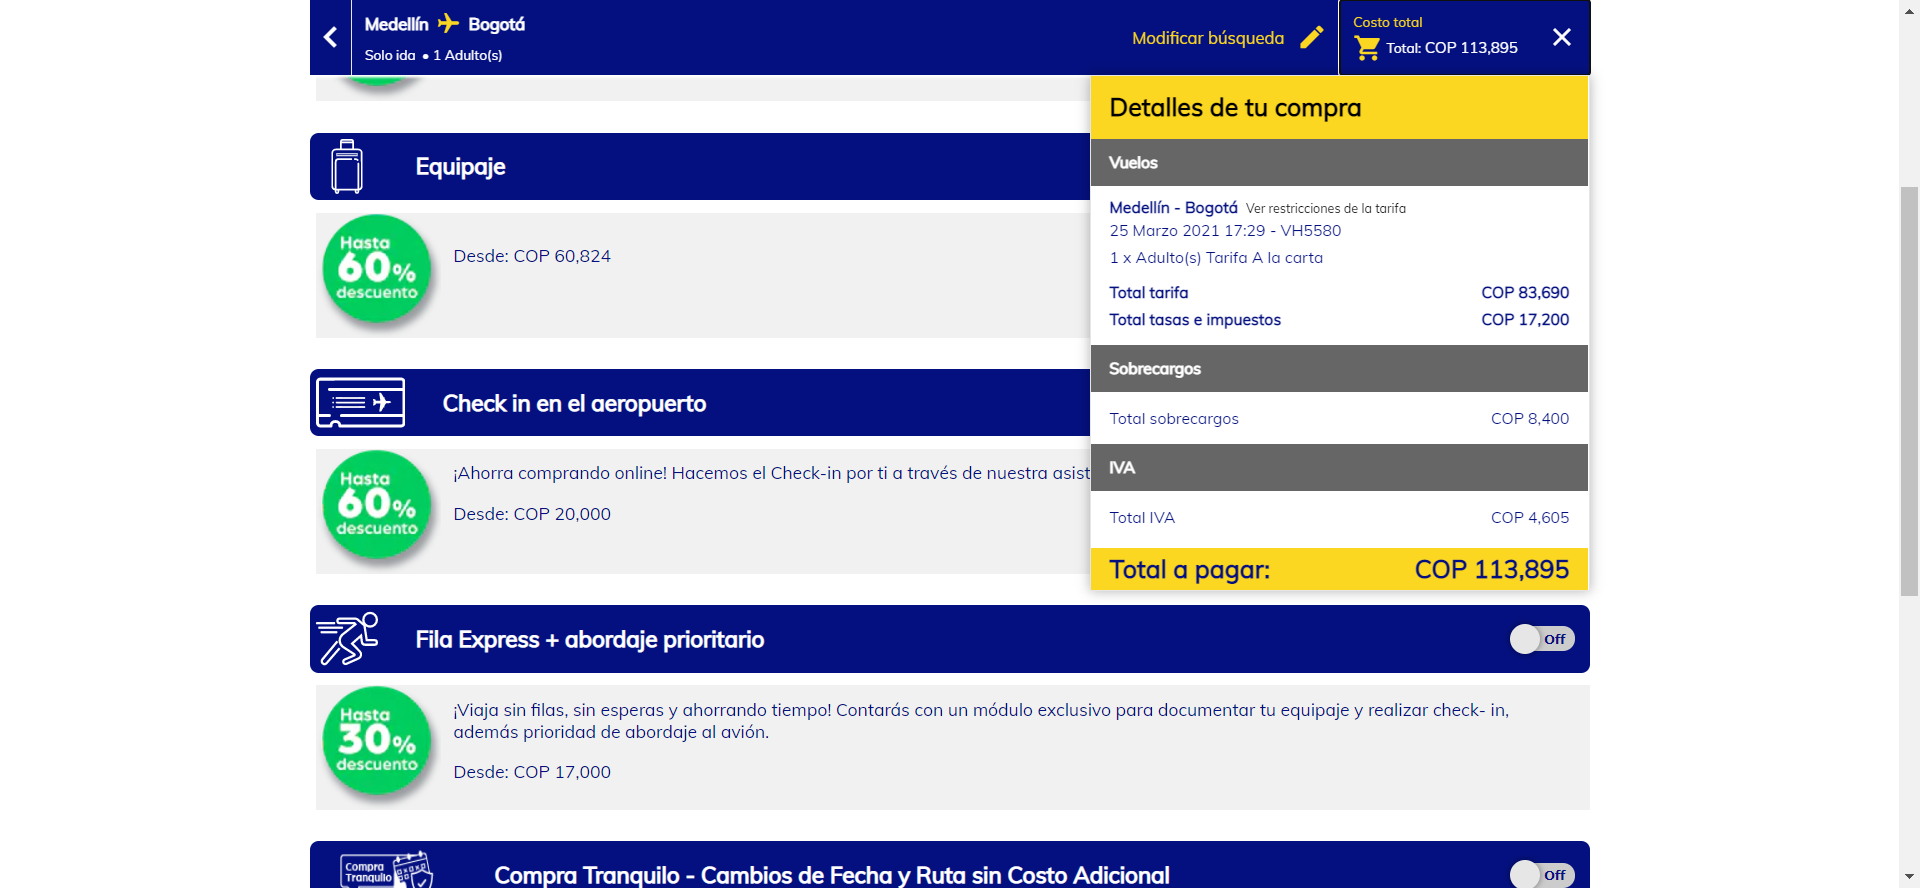 Medellín Bogotá
Solo ida • 1 Adulto(s)
Modificar búsqueda
Costo total
Total: COP 113,895
Detalles de tu compra
Vuelos
Medellín - Bogotá Ver restricciones de la tarifa
25 Marzo 2021 17:29 - VH5580
1 x Adulto(s) Tarifa A la carta
Total tarifa COP 83,690
Total tasas e impuestos COP 17,200
Sobrecargos
Total sobrecargos COP 8,400
IVA
Total IVA COP 4,605
Total a pagar: COP 113,895
Equipaje
Hasta
60%
descuento
Desde: COP 60,824
Check in en el aeropuerto
Hasta
60%
descuento
¡Ahorra comprando online! Hacemos el Check-in por ti a través de nuestra asist
Desde: COP 20,000
Fila Express + abordaje prioritario
Off
Hasta
30%
descuento
¡Viaja sin filas, sin esperas y ahorrando tiempo! Contarás con un módulo exclusivo para documentar tu equipaje y realizar check- in,
además prioridad de abordaje al avión.
Desde: COP 17,000
Compra
Tranquilo
Compra Tranquilo - Cambios de Fecha y Ruta sin Costo Adicional
Off